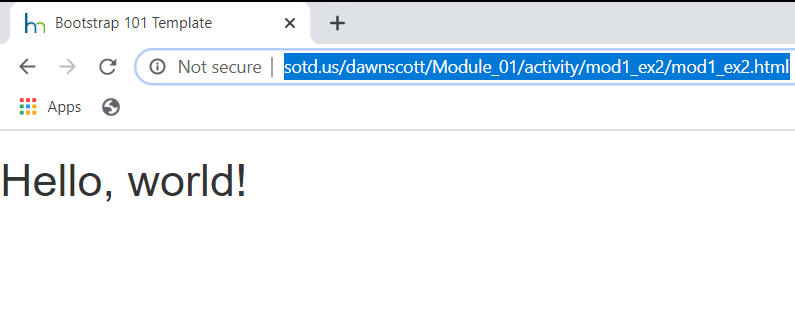 Bootstrap 101 Template
Not secure | sotd.us/dawnscott/Module_01/activity/mod1_ex2/mod1_ex2.html
Apps
Hello, world!